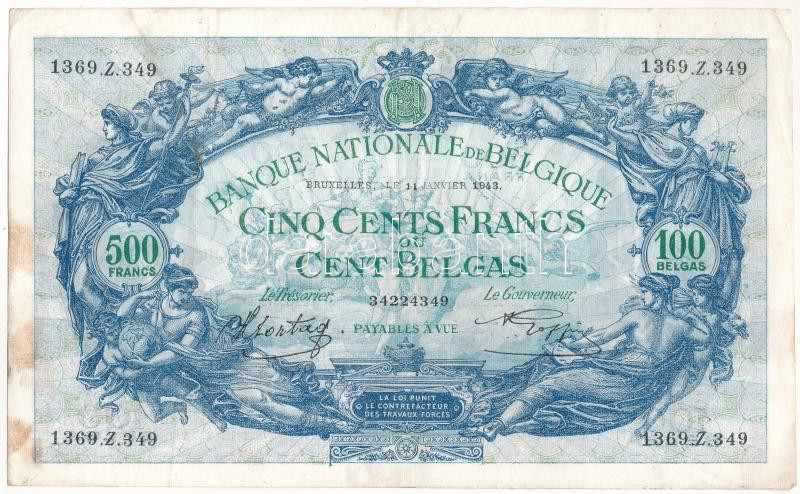 1369.Z.349 1369.Z.349
BANQUE NATIONALE DE BELGIQUE
BRUXELLES, LE 11 JANVIER 1943.
CINQ CENTS FRANCS
OU
CENT BELGAS
500 FRANCS
100 BELGAS
Le Trésorier, 34224349 Le Gouverneur,
PAYABLES À VUE
LA LOI PUNIT
LE CONTREFACTEUR
DES TRAVAUX FORCÉS
1369.Z.349 1369.Z.349